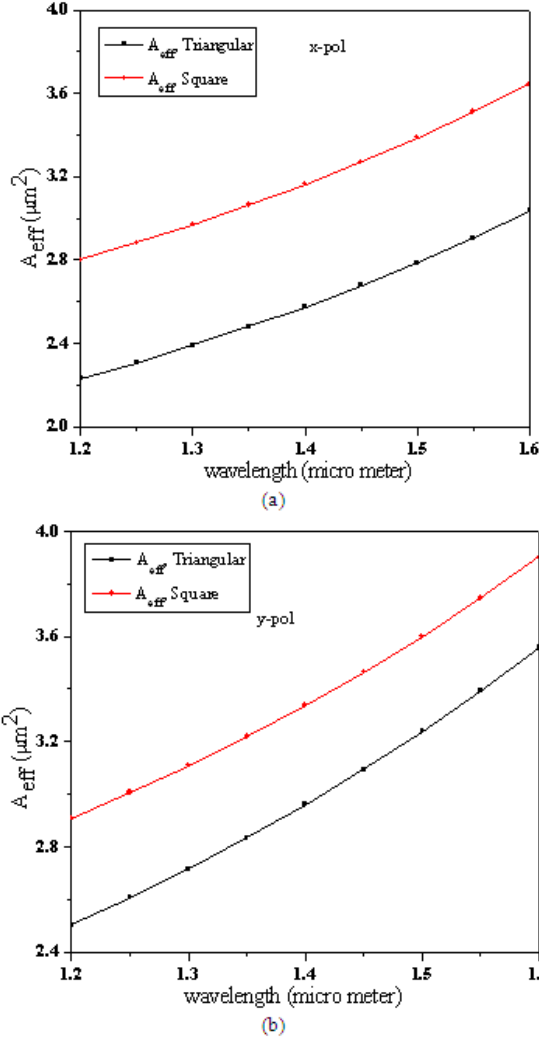 4.0
A_eff, Triangular
x-pol
A_eff, Square
3.6
3.2
2.8
2.4
2.0
A_eff (μm²)
1.2 1.3 1.4 1.5 1.6
wavelength (micro meter)
(a)
4.0
A_eff, Triangular
A_eff, Square
y-pol
3.6
3.2
2.8
2.4
A_eff (μm²)
1.2 1.3 1.4 1.5 1.
wavelength (micro meter)
(b)